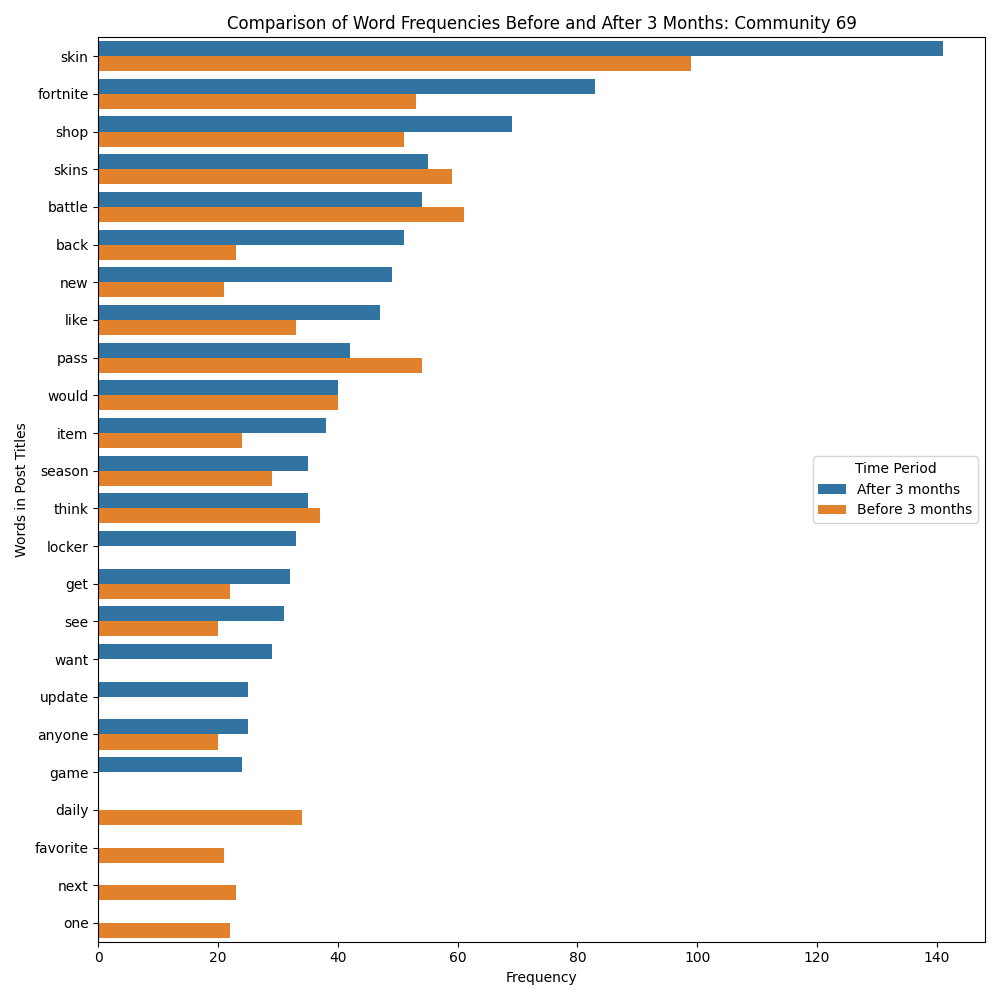 Comparison of Word Frequencies Before and After 3 Months: Community 69
Words in Post Titles
skin
fortnite
shop
skins
battle
back
new
like
pass
would
item
season
think
locker
get
see
want
update
anyone
game
daily
favorite
next
one
Time Period
After 3 months
Before 3 months
0 20 40 60 80 100 120 140
Frequency